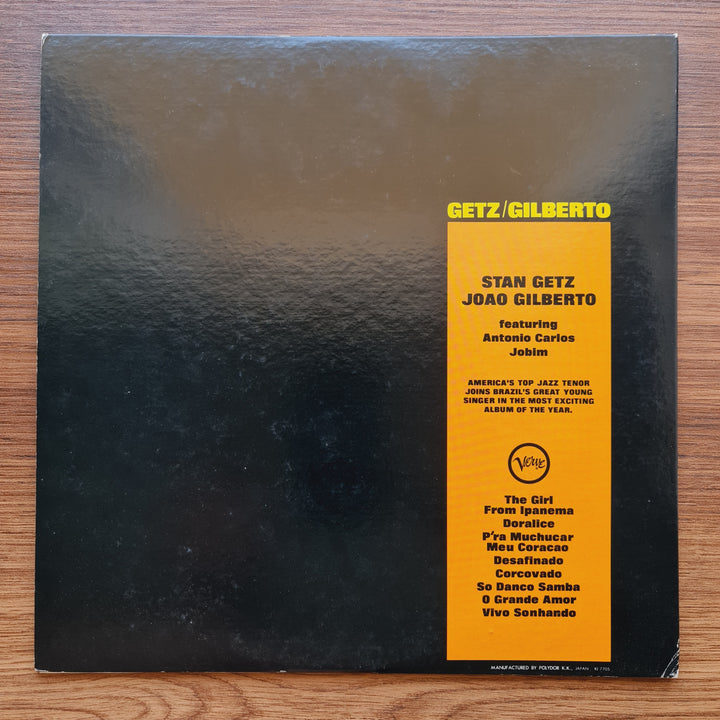 GETZ/GILBERTO
STAN GETZ
JOAO GILBERTO
featuring
Antonio Carlos
Jobim
AMERICA'S TOP JAZZ TENOR
JOINS BRAZIL'S GREAT YOUNG
SINGER IN THE MOST EXCITING
ALBUM OF THE YEAR.
Verve
The Girl
From Ipanema
Doralice
P'ra Muchucar
Meu Coracao
Desafinado
Corcovado
So Danco Samba
O Grande Amor
Vivo Sonhando
MANUFACTURED BY POLYDOR K.K., JAPAN